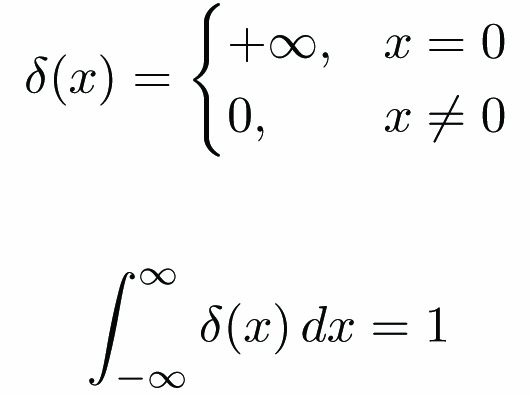 δ(x) = { +∞, x = 0
0, x ≠ 0
∫_{-∞}^{∞} δ(x) dx = 1